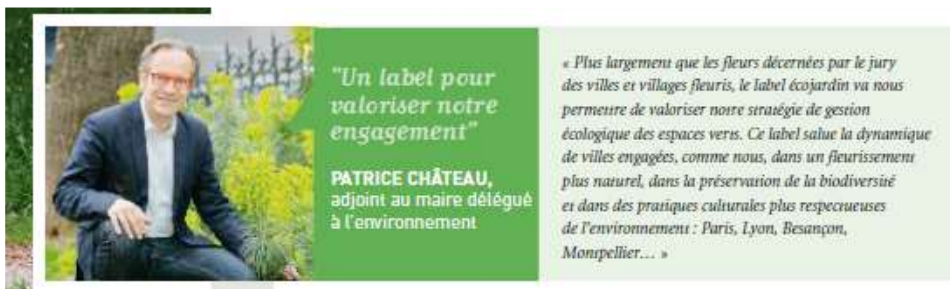 "Un label pour
valoriser notre
engagement"
PATRICE CHÂTEAU,
adjoint au maire délégué
à l'environnement
« Plus largement que les fleurs décernées par le jury
des villes et villages fleuris, le label écojardin va nous
permettre de valoriser notre stratégie de gestion
écologique des espaces verts. Ce label salue la dynamique
de villes engagées, comme nous, dans un fleurissement
plus naturel, dans la préservation de la biodiversité
et dans des pratiques culturales plus respectueuses
de l'environnement : Paris, Lyon, Besançon,
Montpellier… »